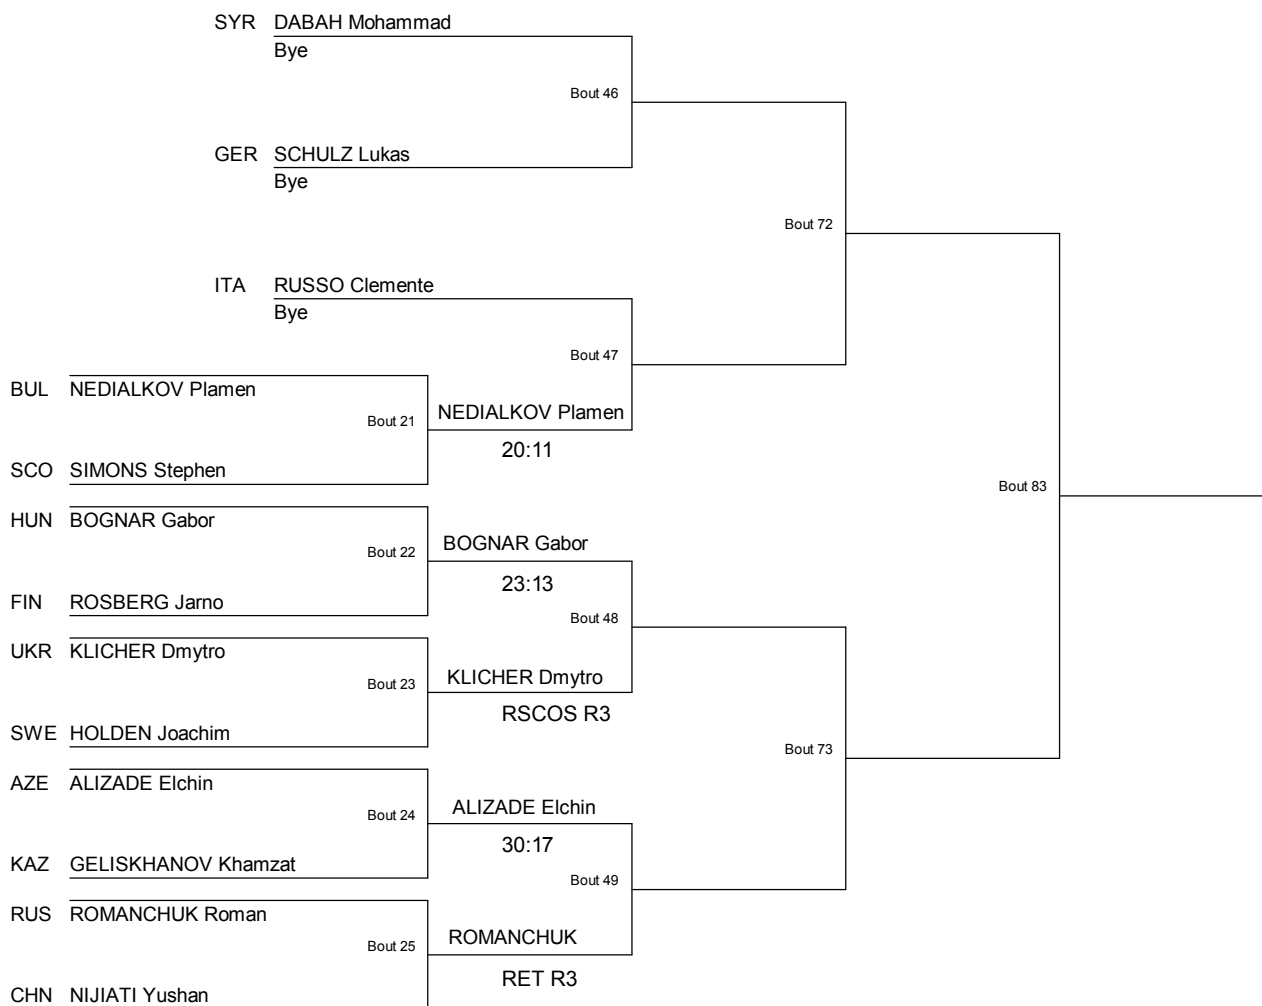 SYR DABAH Mohammad
Bye
Bout 46
GER SCHULZ Lukas
Bye
Bout 72
ITA RUSSO Clemente
Bye
Bout 47
BUL NEDIALKOV Plamen
Bout 21 NEDIALKOV Plamen
20:11
SCO SIMONS Stephen
Bout 83
HUN BOGNAR Gabor
Bout 22 BOGNAR Gabor
23:13
FIN ROSBERG Jarno
Bout 48
UKR KLICHER Dmytro
Bout 23 KLICHER Dmytro
RSCOS R3
SWE HOLDEN Joachim
Bout 73
AZE ALIZADE Elchin
Bout 24 ALIZADE Elchin
30:17
KAZ GELISKHANOV Khamzat
Bout 49
RUS ROMANCHUK Roman
Bout 25 ROMANCHUK
RET R3
CHN NIJIATI Yushan